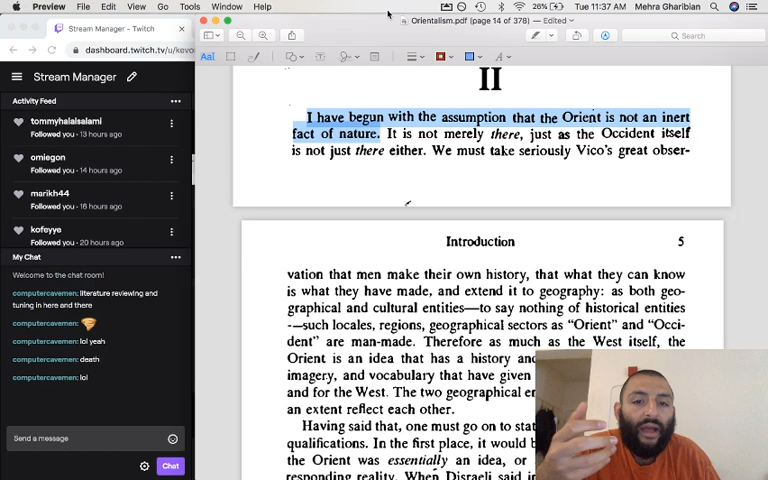 Preview File Edit View Go Tools Window Help
26% Tue 11:37 AM Mehra Gharibian
Stream Manager - Twitch
dashboard.twitch.tv/u/kevo
Orientalism.pdf (page 14 of 378) — Edited
Search
Stream Manager
Activity Feed
tommyhalalsalami
Followed you · 13 hours ago
omiegon
Followed you · 14 hours ago
marikh44
Followed you · 16 hours ago
kofeyye
Followed you · 20 hours ago
My Chat
Welcome to the chat room!
computercavemen: literature reviewing and
tuning in here and there
computercavemen:
computercavemen: lol yeah
computercavemen: death
computercavemen: lol
Send a message
Chat
II
I have begun with the assumption that the Orient is not an inert
fact of nature. It is not merely there, just as the Occident itself
is not just there either. We must take seriously Vico's great obser-
Introduction 5
vation that men make their own history, that what they can know
is what they have made, and extend it to geography: as both geo-
graphical and cultural entities—to say nothing of historical entities
--—such locales, regions, geographical sectors as "Orient" and "Occi-
dent" are man-made. Therefore as much as the West itself, the
Orient is an idea that has a history and
imagery, and vocabulary that have given
and for the West. The two geographical
an extent reflect each other.
Having said that, one must go on to
qualifications. In the first place, it would
the Orient was essentially an idea, or
responding reality. When Disraeli said